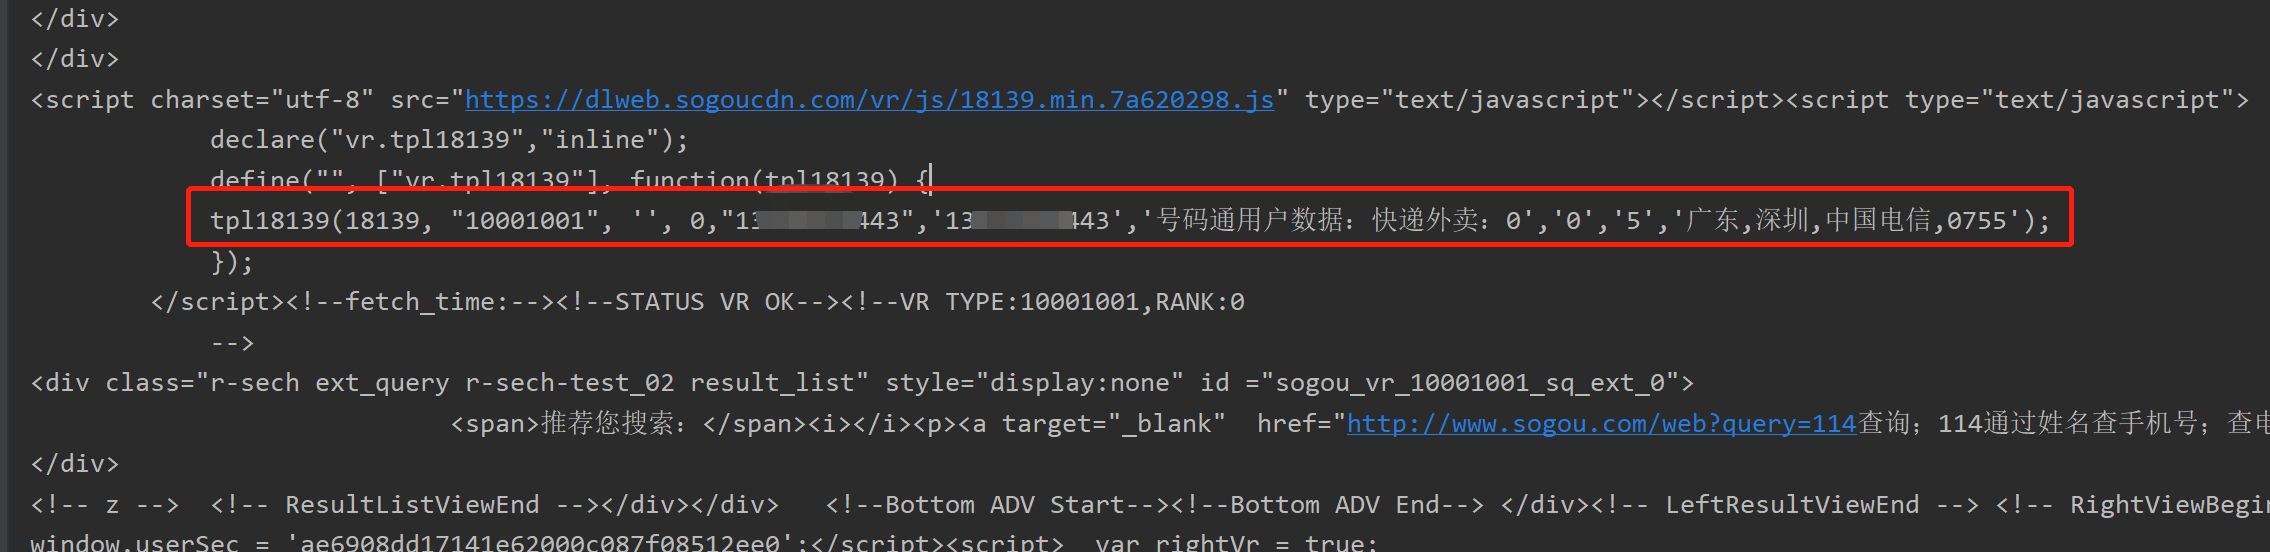 </div>
</div>
<script charset="utf-8" src="https://dlweb.sogoucdn.com/vr/js/18139.min.7a620298.js" type="text/javascript"></script><script type="text/javascript">
declare("vr.tpl18139","inline");
define("", ["vr.tpl18139"], function(tpl18139) {
tpl18139(18139, "10001001", '', 0,"13 443",'13 443','号码通用户数据：快递外卖：0','0','5','广东,深圳,中国电信,0755');
});
</script><!--fetch_time:--><!--STATUS VR OK--><!--VR TYPE:10001001,RANK:0
-->
<div class="r-sech ext_query r-sech-test_02 result_list" style="display:none" id ="sogou_vr_10001001_sq_ext_0">
<span>推荐您搜索：</span><i></i><p><a target="_blank"  href="http://www.sogou.com/web?query=114查询；114通过姓名查手机号；查电
</div>
<!-- z -->  <!-- ResultListViewEnd --></div></div>   <!--Bottom ADV Start--><!--Bottom ADV End--> </div><!-- LeftResultViewEnd --> <!-- RightViewBegin
window.userSec = 'ae6908dd17141e62000c087f08512ee0';</script><script>  var rightVr = true;